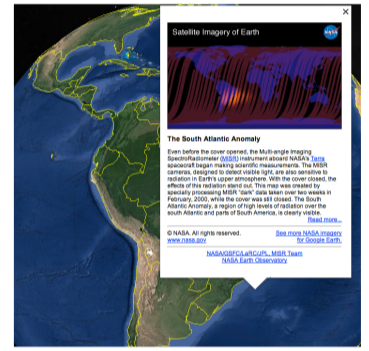 Satellite Imagery of Earth
NASA
The South Atlantic Anomaly
Even before the cover opened, the Multi-angle Imaging
SpectroRadiometer (MISR) instrument aboard NASA's Terra
spacecraft began making scientific measurements. The MISR
cameras, designed to detect visible light, are also sensitive to
radiation in Earth's upper atmosphere. With the cover closed, the
effects of this radiation stand out. This map was created by
specially processing MISR "dark" data taken over two weeks in
February, 2000, while the cover was still closed. The South
Atlantic Anomaly, a region of high levels of radiation over the
south Atlantic and parts of South America, is clearly visible.
Read more...
© NASA. All rights reserved.
www.nasa.gov
See more NASA imagery
for Google Earth.
NASA/GSFC/LaRC/JPL, MISR Team
NASA Earth Observatory